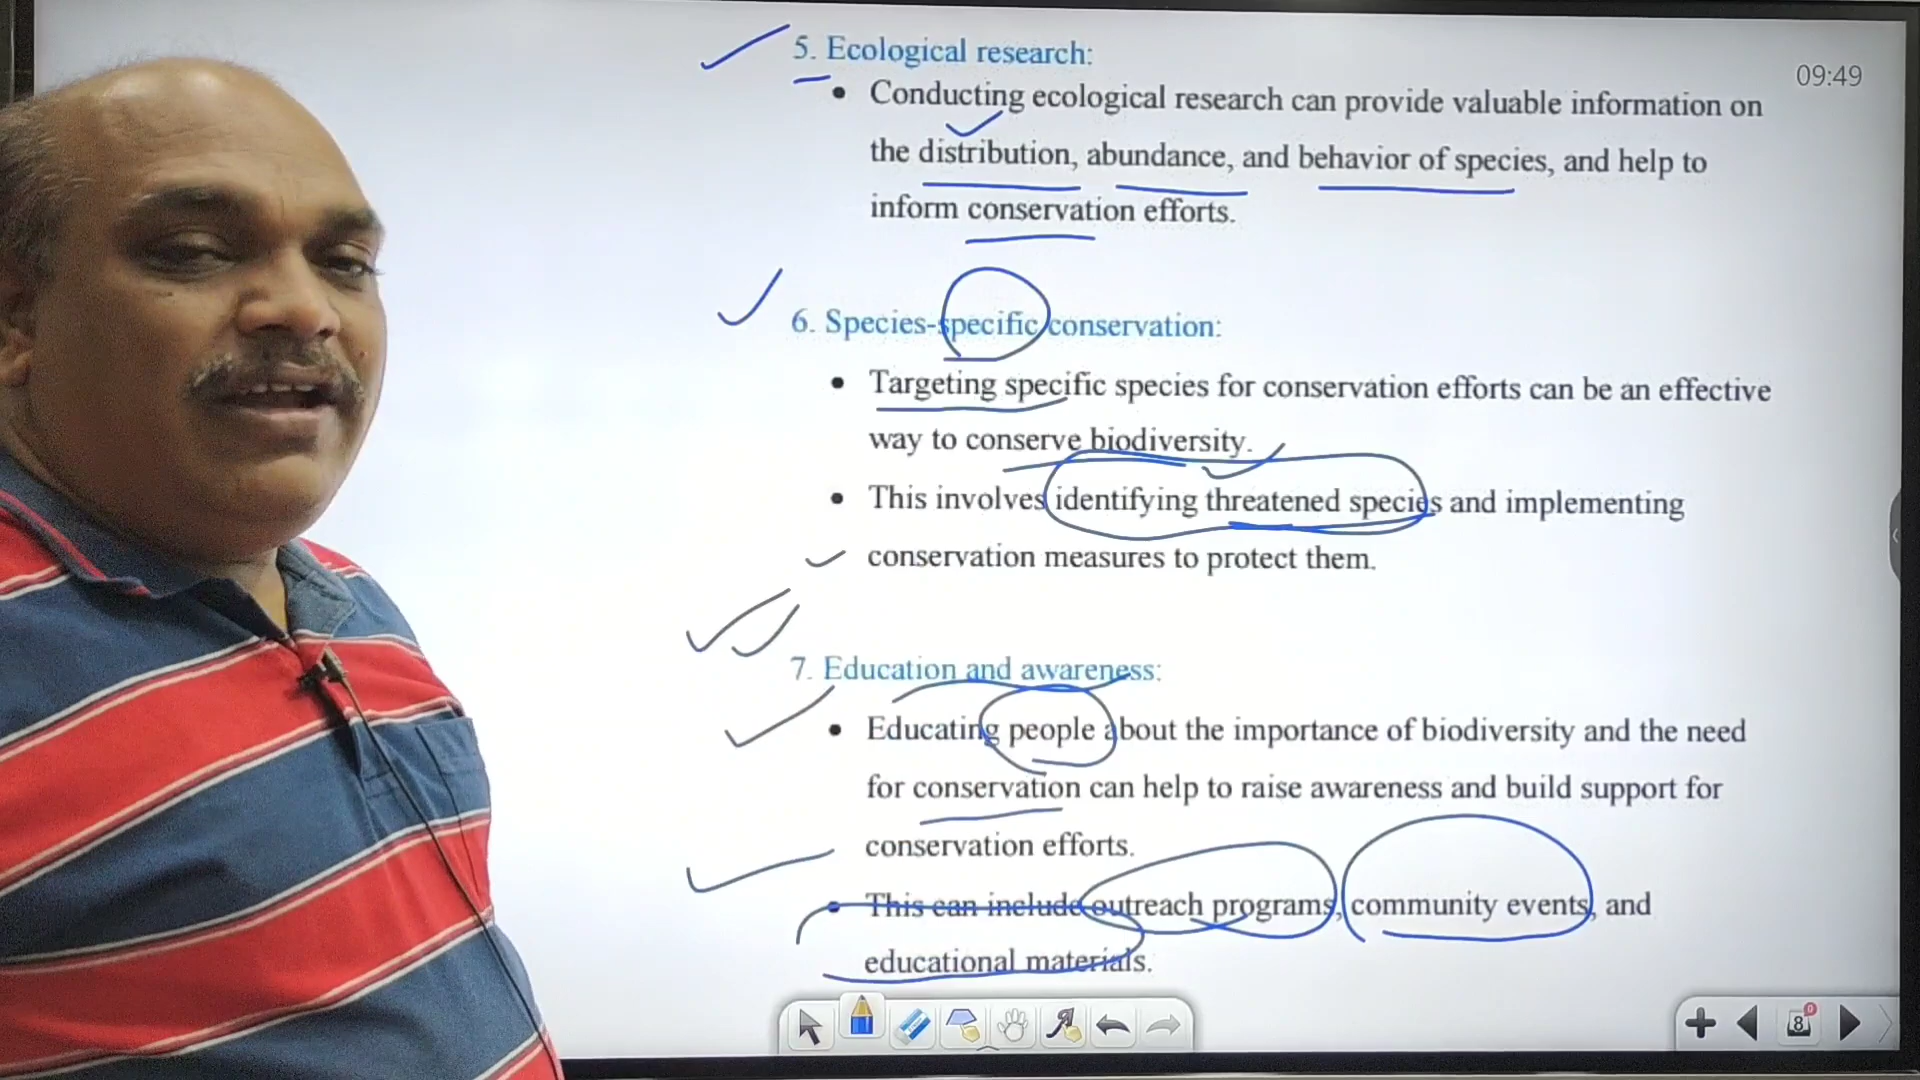 5. Ecological research:
09:49
• Conducting ecological research can provide valuable information on
the distribution, abundance, and behavior of species, and help to
inform conservation efforts.
6. Species-specific conservation:
• Targeting specific species for conservation efforts can be an effective
way to conserve biodiversity.
• This involves identifying threatened species and implementing
conservation measures to protect them.
7. Education and awareness:
• Educating people about the importance of biodiversity and the need
for conservation can help to raise awareness and build support for
conservation efforts.
• This can include outreach programs, community events, and
educational materials.
8
0